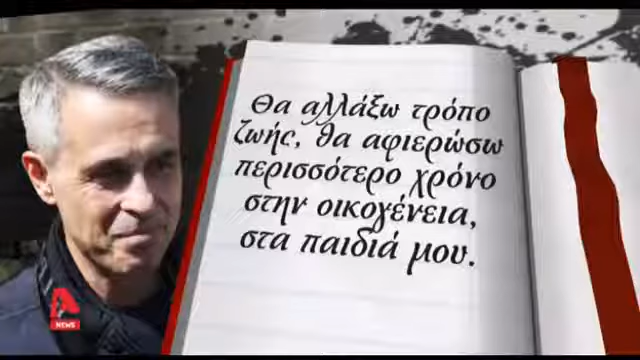 Θα αλλάξω τρόπο
ζωής, θα αφιερώσω
περισσότερο χρόνο
στην οικογένεια,
στα παιδιά μου.
A
NEWS